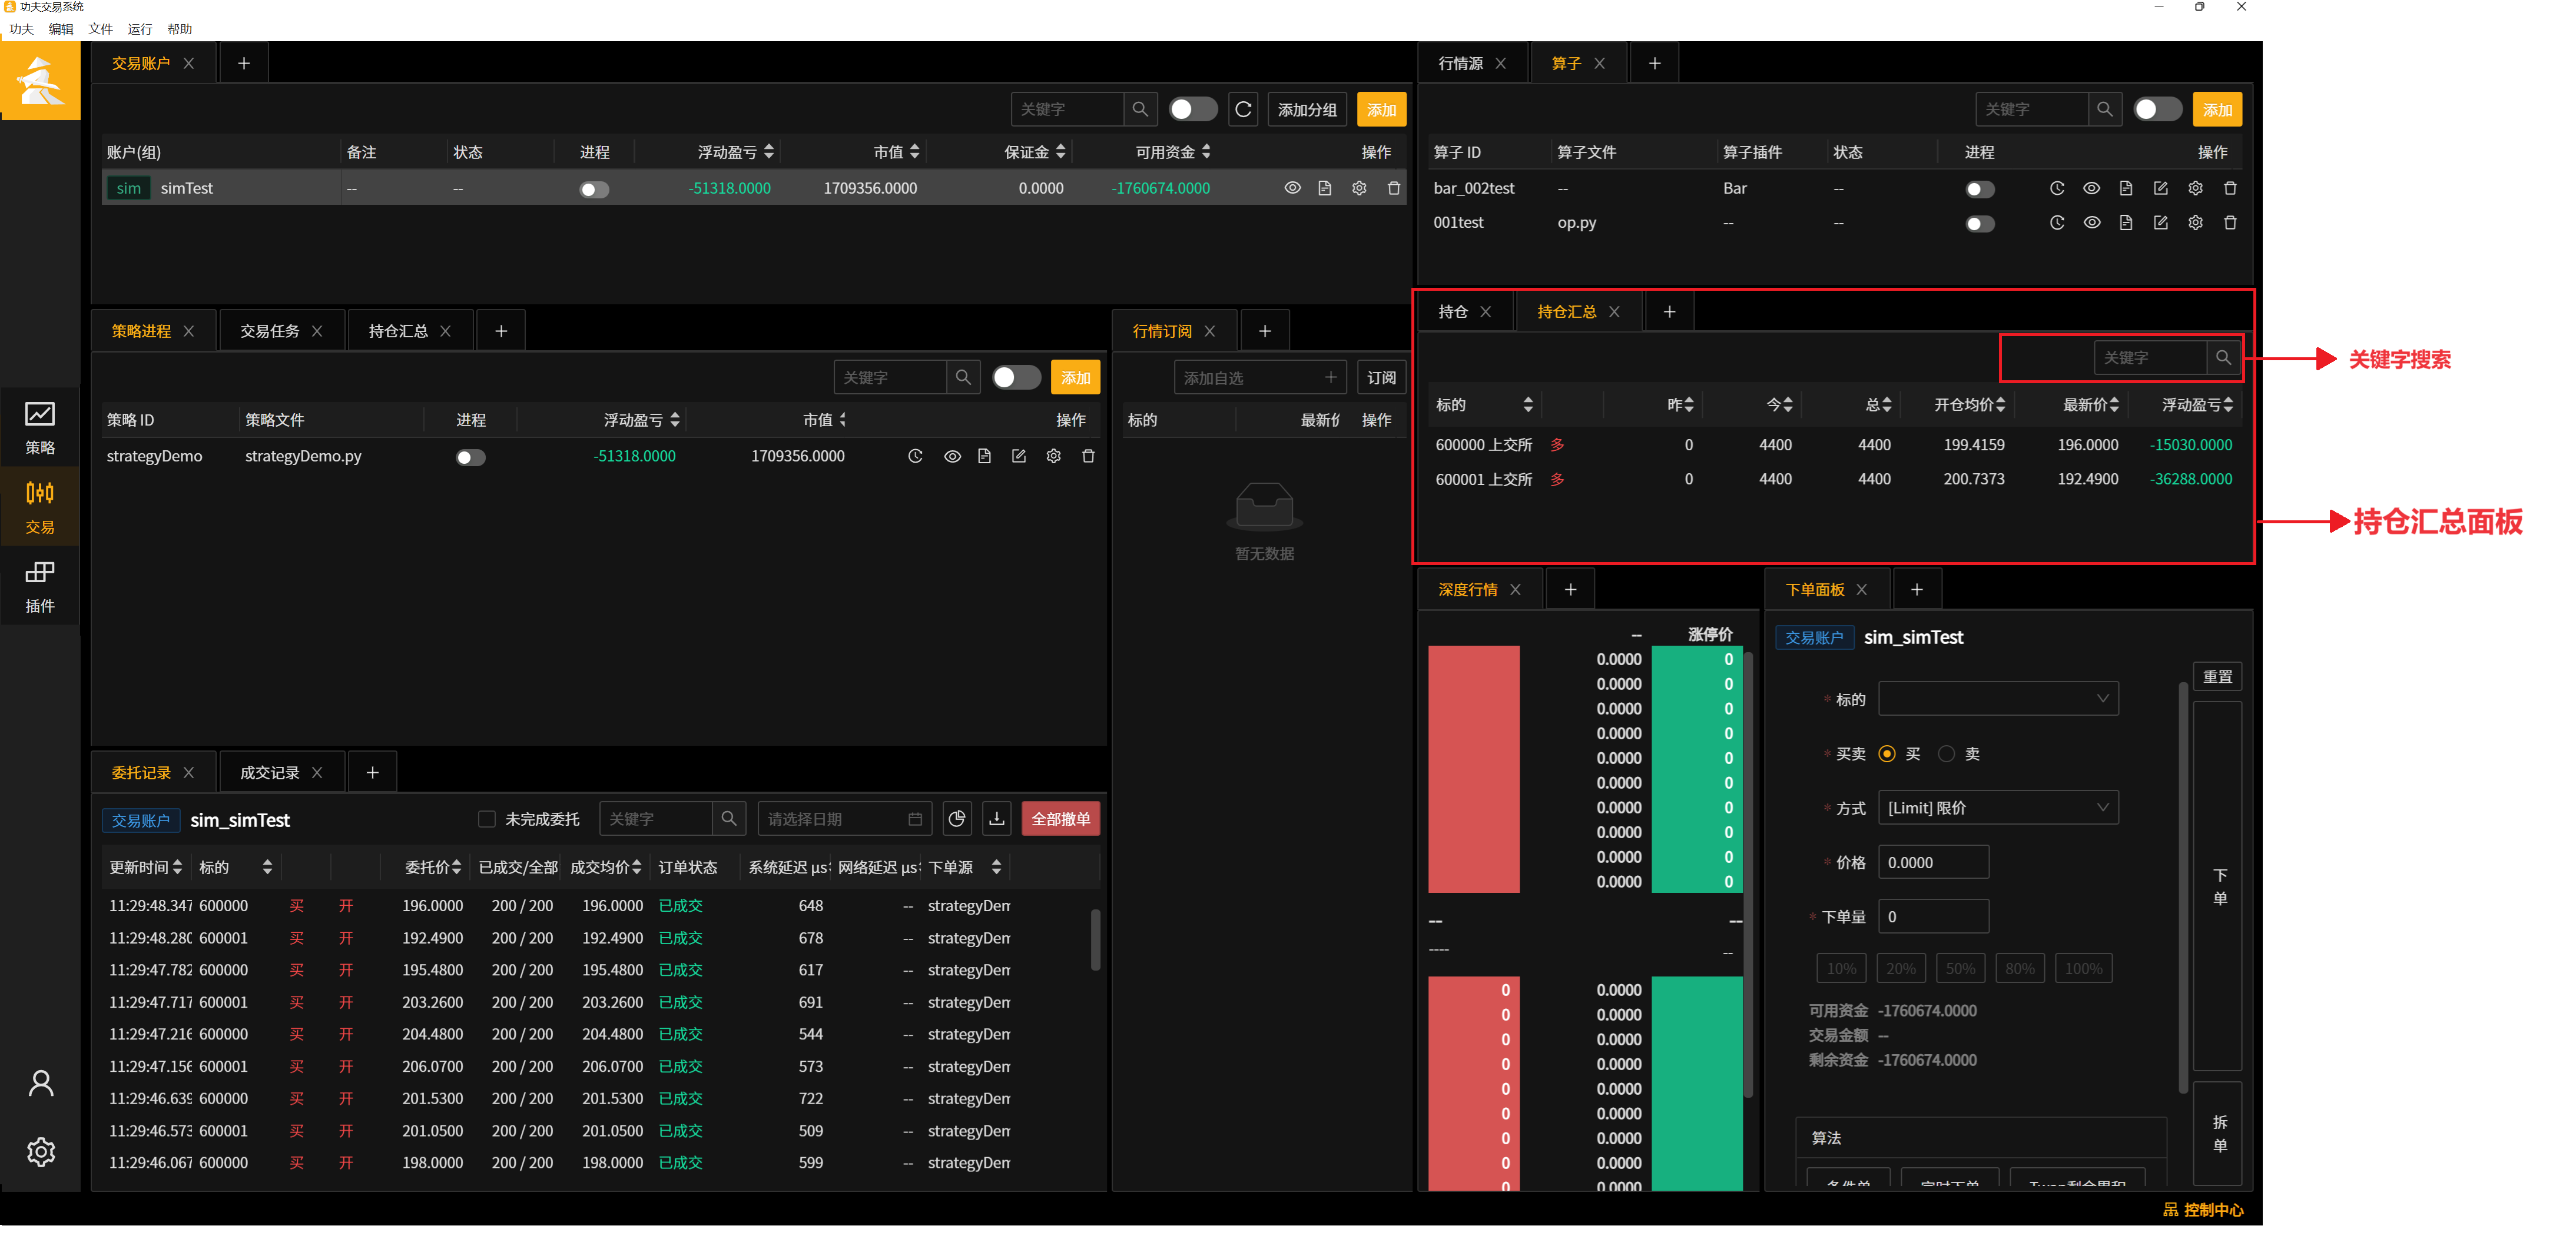 功夫交易系统
功夫 编辑 文件 运行 帮助
交易账户
关键字 添加分组 添加
账户(组) 备注 状态 进程 浮动盈亏 市值 保证金 可用资金 操作
sim simTest -- -- -51318.0000 1709356.0000 0.0000 -1760674.0000
行情源 算子
关键字 添加
算子 ID 算子文件 算子插件 状态 进程 操作
bar_002test -- Bar --
001test op.py -- --
策略
交易
插件
策略进程 交易任务 持仓汇总
关键字 添加
策略 ID 策略文件 进程 浮动盈亏 市值 操作
strategyDemo strategyDemo.py -51318.0000 1709356.0000
行情订阅
添加自选 订阅
标的 最新价 操作
暂无数据
持仓 持仓汇总
关键字
关键字搜索
标的 昨 今 总 开仓均价 最新价 浮动盈亏
600000 上交所 多 0 4400 4400 199.4159 196.0000 -15030.0000
600001 上交所 多 0 4400 4400 200.7373 192.4900 -36288.0000
持仓汇总面板
委托记录 成交记录
交易账户 sim_simTest 未完成委托 关键字 请选择日期 全部撤单
更新时间 标的 委托价 已成交/全部 成交均价 订单状态 系统延迟 μs 网络延迟 μs 下单源
11:29:48.347 600000 买 开 196.0000 200 / 200 196.0000 已成交 648 -- strategyDem
11:29:48.280 600001 买 开 192.4900 200 / 200 192.4900 已成交 678 -- strategyDem
11:29:47.782 600000 买 开 195.4800 200 / 200 195.4800 已成交 617 -- strategyDem
11:29:47.717 600001 买 开 203.2600 200 / 200 203.2600 已成交 691 -- strategyDem
11:29:47.216 600000 买 开 204.4800 200 / 200 204.4800 已成交 544 -- strategyDem
11:29:47.156 600001 买 开 206.0700 200 / 200 206.0700 已成交 573 -- strategyDem
11:29:46.639 600000 买 开 201.5300 200 / 200 201.5300 已成交 722 -- strategyDem
11:29:46.573 600001 买 开 201.0500 200 / 200 201.0500 已成交 509 -- strategyDem
11:29:46.067 600000 买 开 198.0000 200 / 200 198.0000 已成交 599 -- strategyDem
深度行情
-- 涨停价
0.0000 0
0.0000 0
0.0000 0
0.0000 0
0.0000 0
0.0000 0
0.0000 0
0.0000 0
0.0000 0
0.0000 0
-- --
---- --
0 0.0000
0 0.0000
0 0.0000
0 0.0000
0 0.0000
0 0.0000
0 0.0000
0 0.0000
0 0.0000
下单面板
交易账户 sim_simTest
重置
* 标的
* 买卖 买 卖
* 方式 [Limit] 限价
* 价格 0.0000
* 下单量 0
10% 20% 50% 80% 100%
可用资金 -1760674.0000
交易金额 --
剩余资金 -1760674.0000
下单
算法
拆单
条件单 定时下单 Twap剩余累积
控制中心